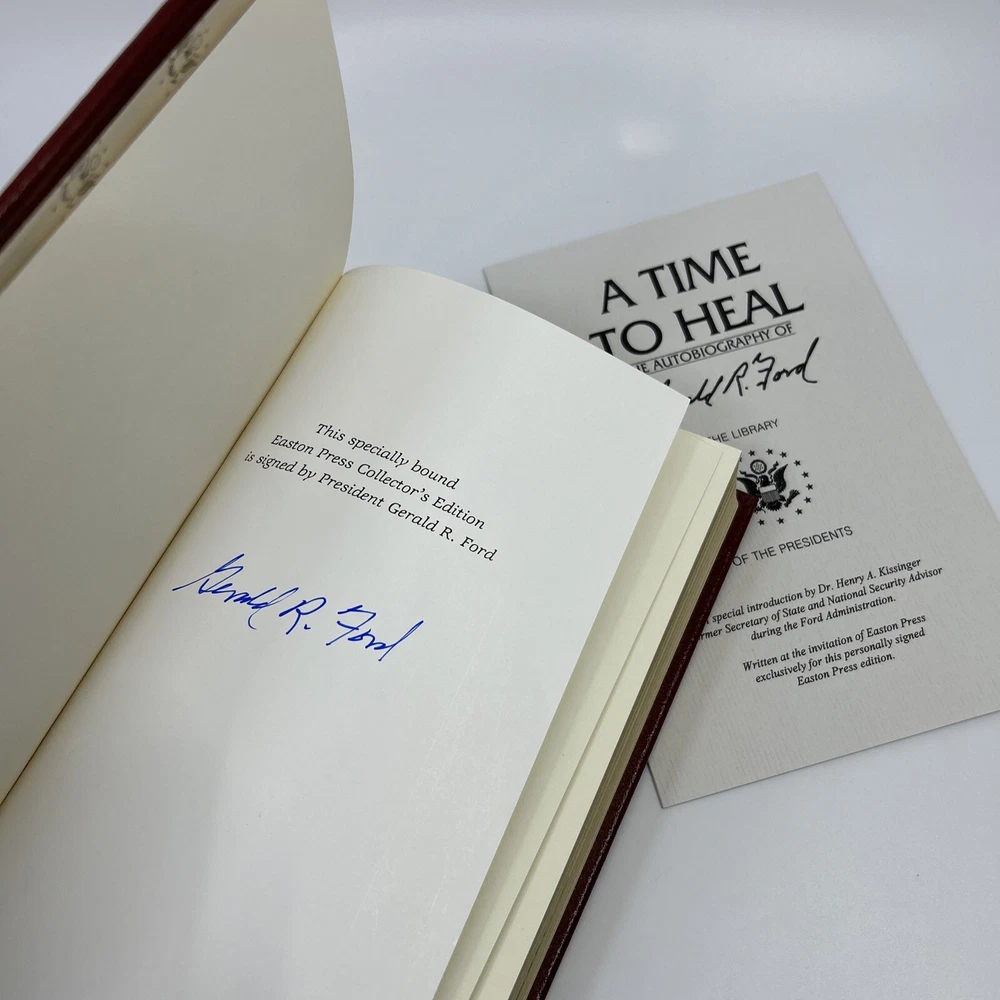 This specially bound
Easton Press Collector's Edition
is signed by President Gerald R. Ford
Gerald R. Ford
A TIME
TO HEAL
AUTOBIOGRAPHY OF
R. Ford
THE LIBRARY
OF THE PRESIDENTS
special introduction by Dr. Henry A. Kissinger
Secretary of State and National Security Advisor
during the Ford Administration.
Written at the invitation of Easton Press
exclusively for this personally signed
Easton Press edition.